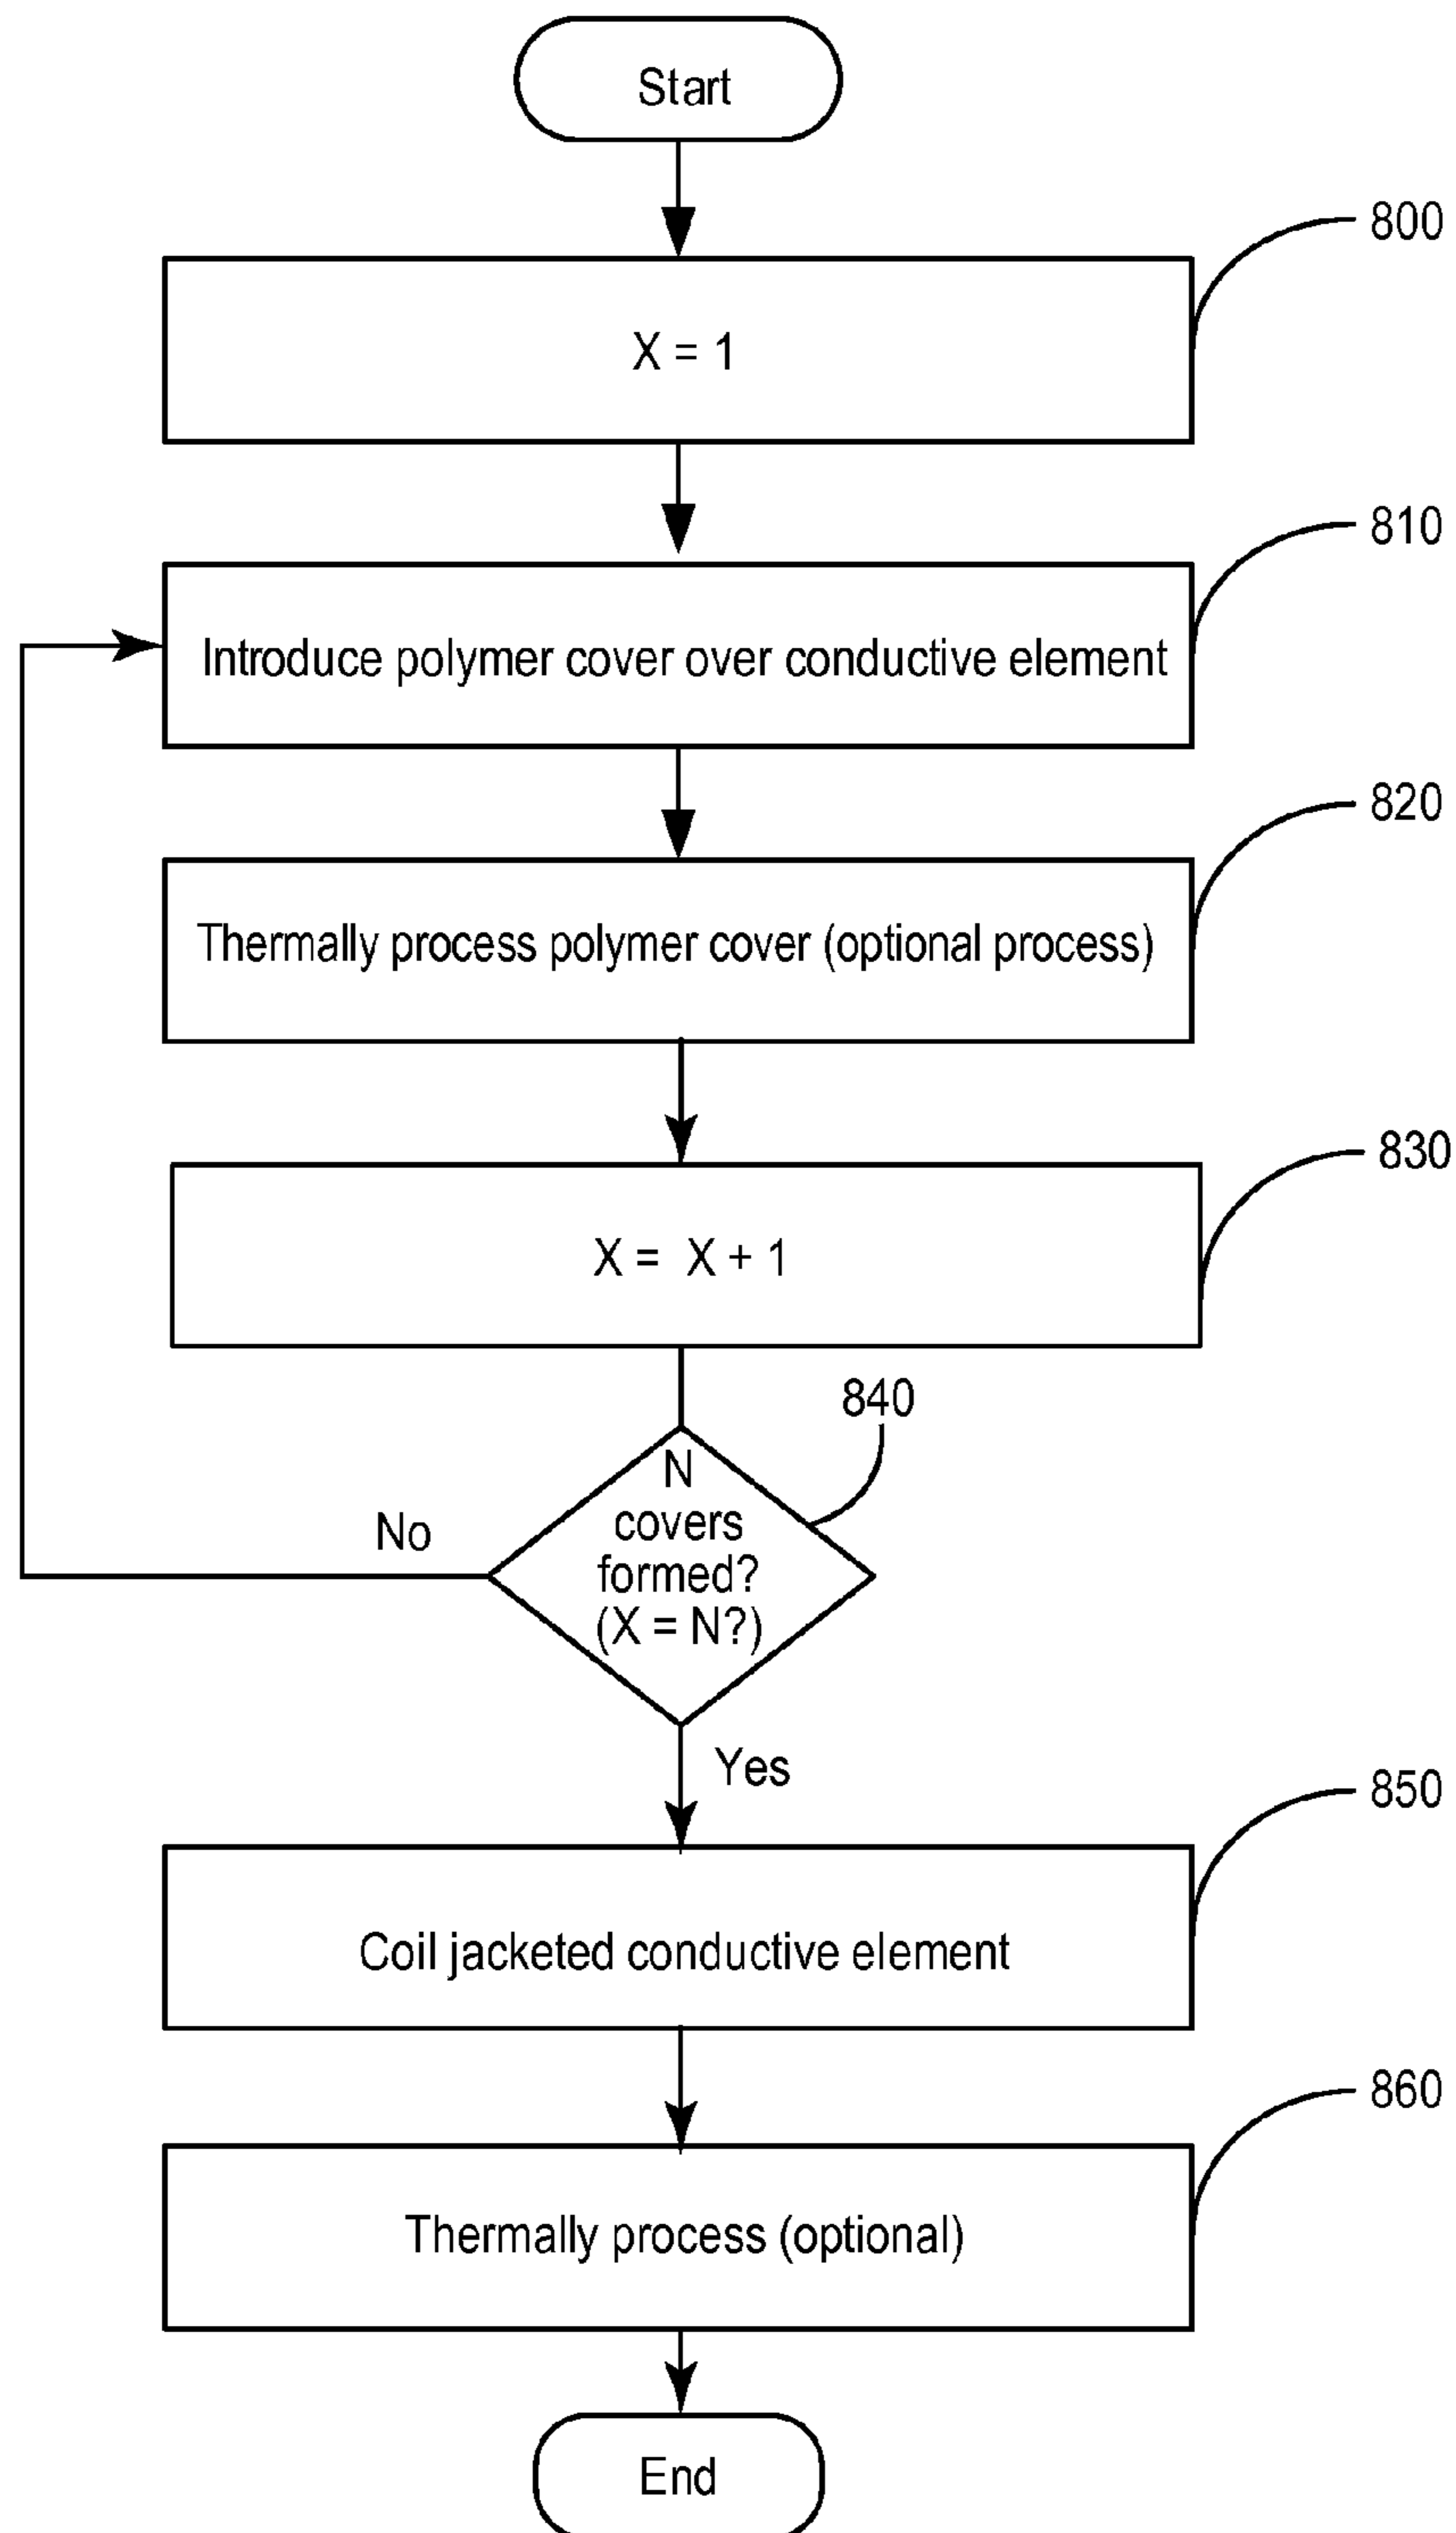 Start
800
X = 1
810
Introduce polymer cover over conductive element
820
Thermally process polymer cover (optional process)
830
X = X + 1
840
N
covers
formed?
(X = N?)
No
Yes
850
Coil jacketed conductive element
860
Thermally process (optional)
End